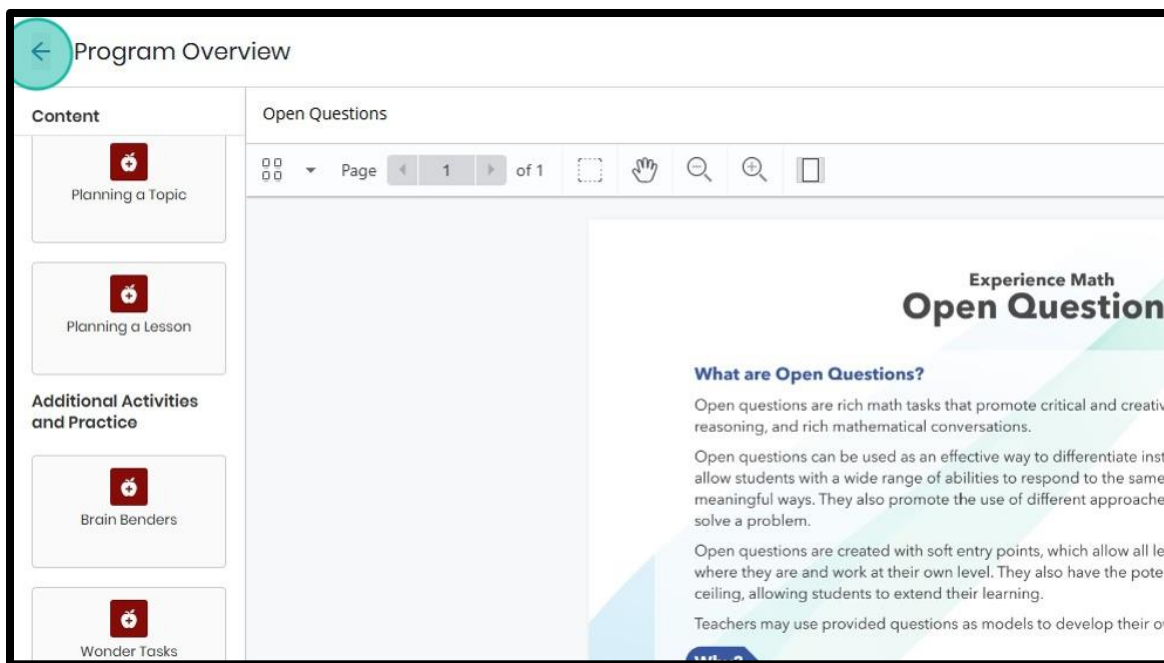 Program Overview
Content
Planning a Topic
Planning a Lesson
Additional Activities
and Practice
Brain Benders
Wonder Tasks
Open Questions
Page 1 of 1
Experience Math
Open Question
What are Open Questions?
Open questions are rich math tasks that promote critical and creativ
reasoning, and rich mathematical conversations.
Open questions can be used as an effective way to differentiate inst
allow students with a wide range of abilities to respond to the same
meaningful ways. They also promote the use of different approache
solve a problem.
Open questions are created with soft entry points, which allow all le
where they are and work at their own level. They also have the pote
ceiling, allowing students to extend their learning.
Teachers may use provided questions as models to develop their o